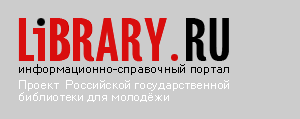 LiBRARY.RU
информационно-справочный портал
Проект Российской государственной
библиотеки для молодёжи